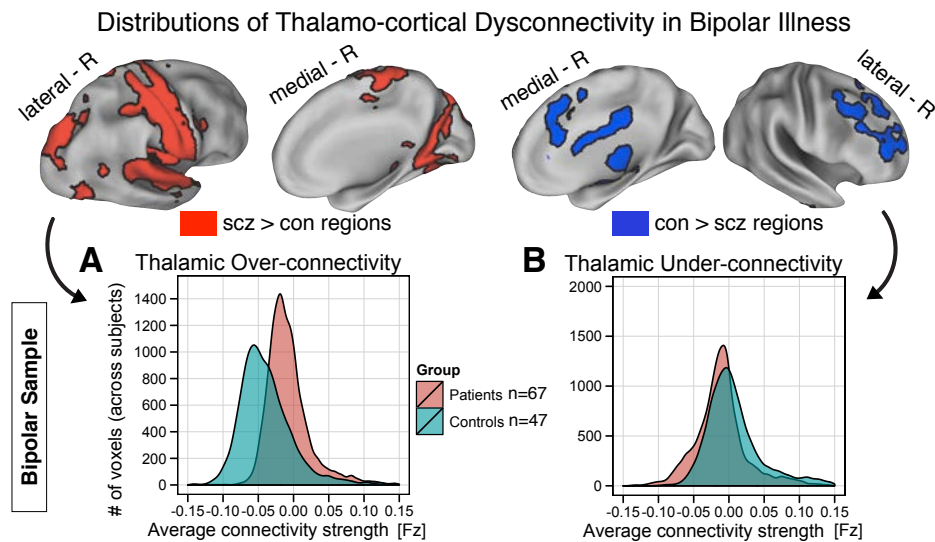 Distributions of Thalamo-cortical Dysconnectivity in Bipolar Illness
lateral - R
medial - R
medial - R
lateral - R
scz > con regions
con > scz regions
A
Thalamic Over-connectivity
B
Thalamic Under-connectivity
Bipolar Sample
# of voxels (across subjects)
1400
1200
1000
800
600
400
200
0
-0.15 -0.10 -0.05 0.00 0.05 0.10 0.15
Average connectivity strength [Fz]
Group
Patients n=67
Controls n=47
2000
1500
1000
500
0
-0.15 -0.10 -0.05 0.00 0.05 0.10 0.15
Average connectivity strength [Fz]